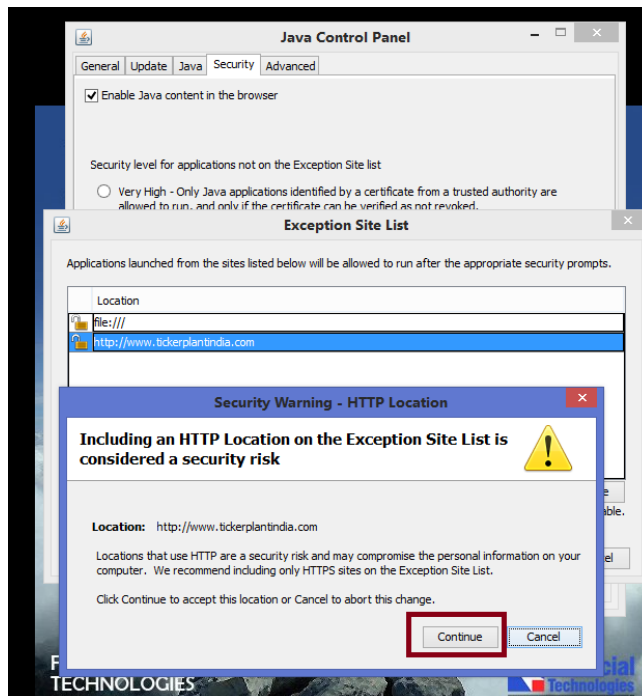 Java Control Panel
General Update Java Security Advanced
Enable Java content in the browser
Security level for applications not on the Exception Site list
Very High - Only Java applications identified by a certificate from a trusted authority are
allowed to run, and only if the certificate can be verified as not revoked.
Exception Site List
Applications launched from the sites listed below will be allowed to run after the appropriate security prompts.
Location
file:///
http://www.tickerplantindia.com
Security Warning - HTTP Location
Including an HTTP Location on the Exception Site List is
considered a security risk
Location: http://www.tickerplantindia.com
Locations that use HTTP are a security risk and may compromise the personal information on your
computer. We recommend including only HTTPS sites on the Exception Site List.
Click Continue to accept this location or Cancel to abort this change.
Continue Cancel
TECHNOLOGIES
Technologies